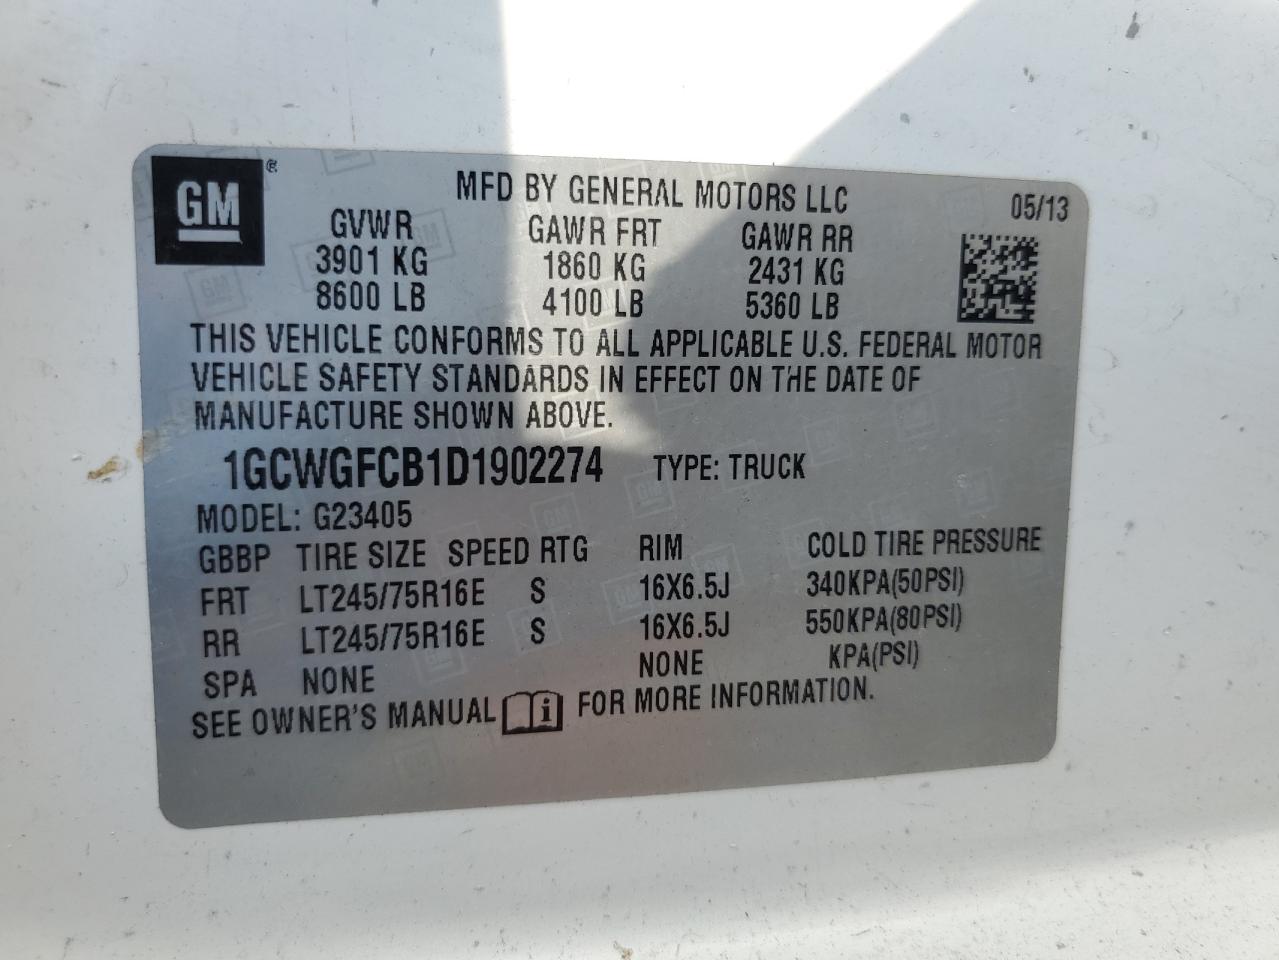 GM ®
MFD BY GENERAL MOTORS LLC 05/13
GVWR GAWR FRT GAWR RR
3901 KG 1860 KG 2431 KG
8600 LB 4100 LB 5360 LB
THIS VEHICLE CONFORMS TO ALL APPLICABLE U.S. FEDERAL MOTOR
VEHICLE SAFETY STANDARDS IN EFFECT ON THE DATE OF
MANUFACTURE SHOWN ABOVE.
1GCWGFCB1D1902274 TYPE: TRUCK
MODEL: G23405
GBBP TIRE SIZE SPEED RTG RIM COLD TIRE PRESSURE
FRT LT245/75R16E S 16X6.5J 340KPA(50PSI)
RR LT245/75R16E S 16X6.5J 550KPA(80PSI)
SPA NONE NONE KPA(PSI)
SEE OWNER'S MANUAL i FOR MORE INFORMATION.